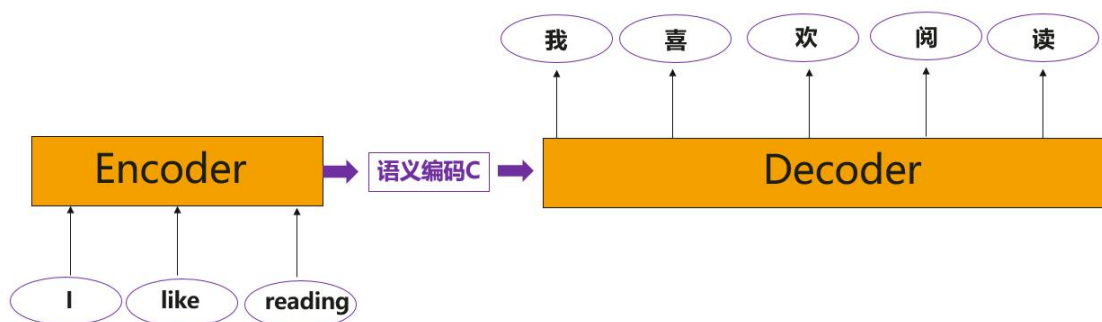 我 喜 欢 阅 读
Encoder
语义编码C
Decoder
I like reading